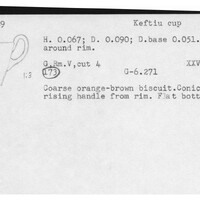 9 Keftiu cup
H. 0.067; D. 0.090; D.base 0.051.
around rim.
G.Rm.V,cut 4 XXV
173 G-6.271
Coarse orange-brown biscuit.Conic
rising handle from rim. Flat bott